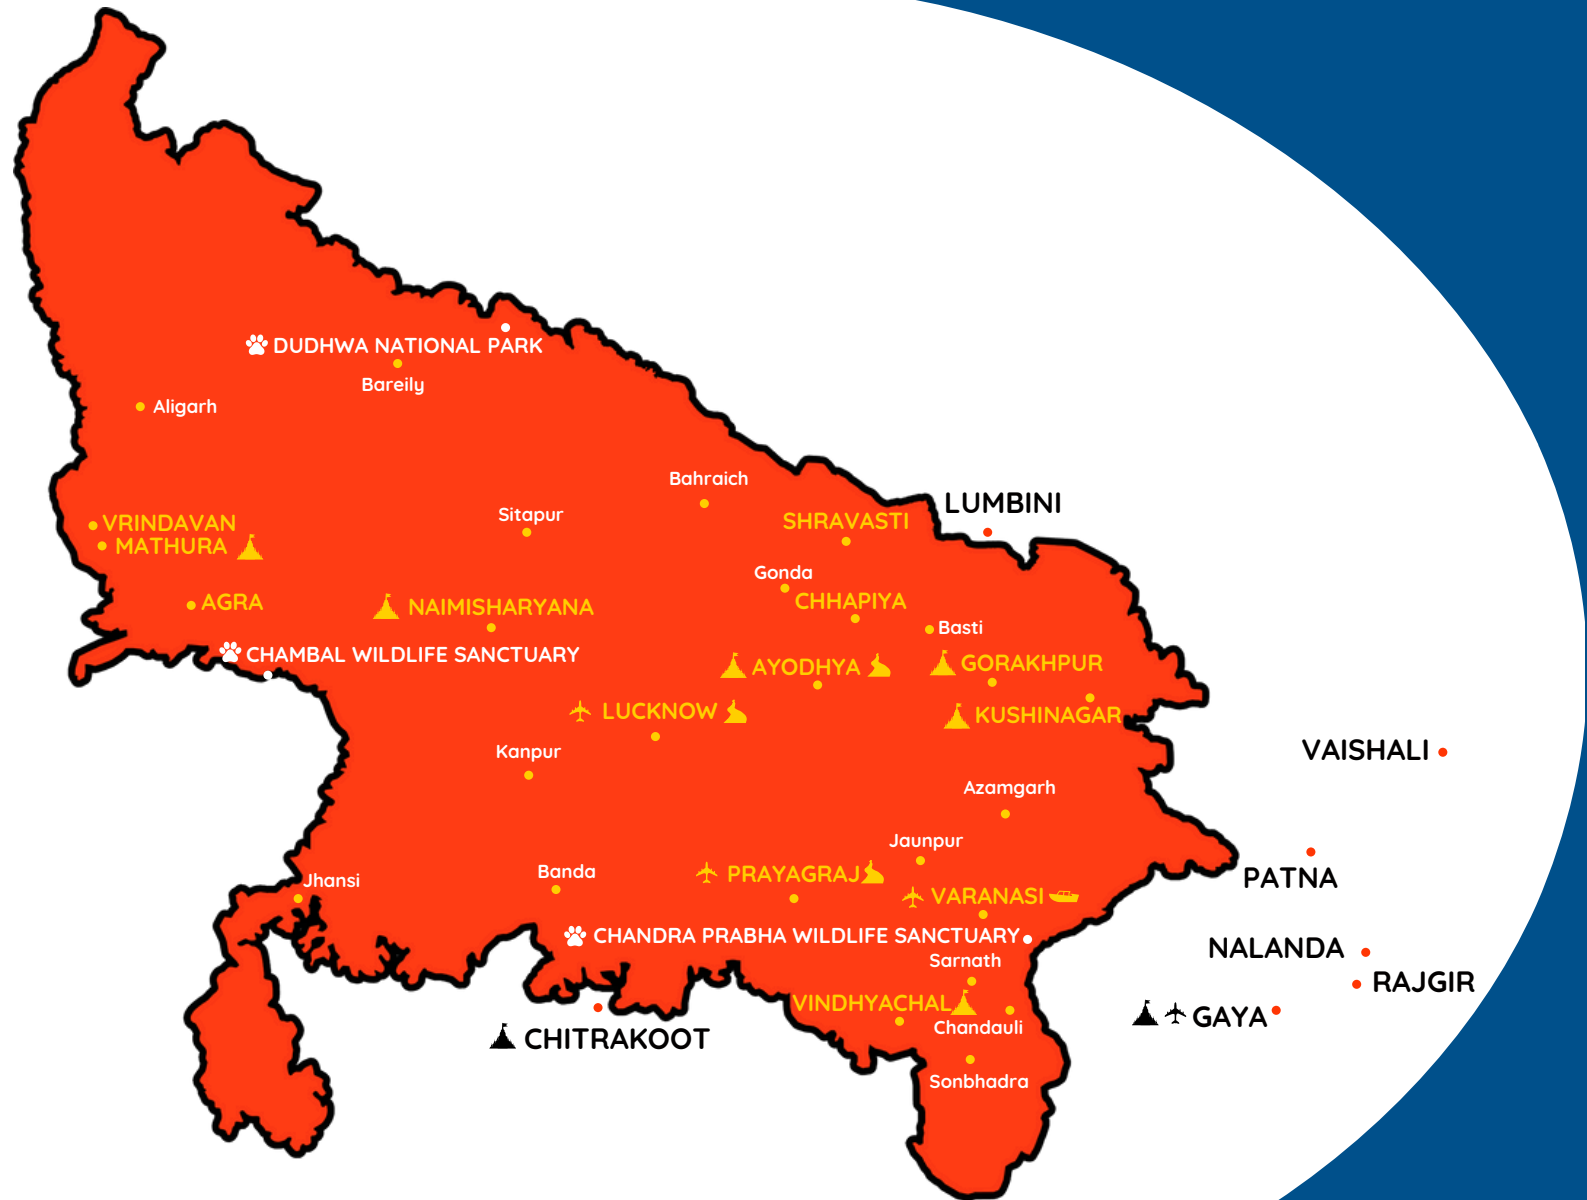 DUDHWA NATIONAL PARK
Bareily
Aligarh
Bahraich
LUMBINI
Sitapur
SHRAVASTI
VRINDAVAN
MATHURA
Gonda
AGRA
NAIMISHARYANA
CHHAPIYA
Basti
CHAMBAL WILDLIFE SANCTUARY
AYODHYA
GORAKHPUR
LUCKNOW
KUSHINAGAR
Kanpur
VAISHALI
Azamgarh
Jaunpur
Jhansi
Banda
PRAYAGRAJ
PATNA
VARANASI
CHANDRA PRABHA WILDLIFE SANCTUARY
NALANDA
Sarnath
RAJGIR
VINDHYACHAL
GAYA
Chandauli
CHITRAKOOT
Sonbhadra